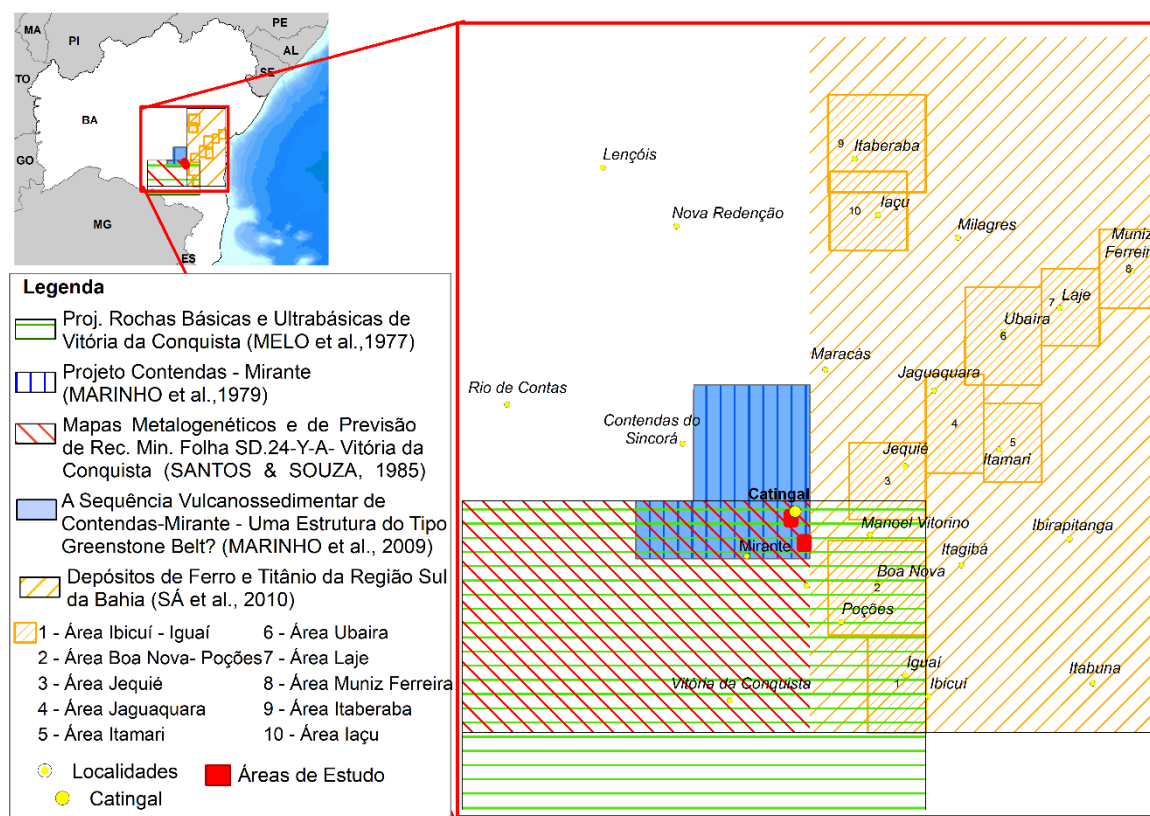 MA
PI
PE
AL
SE
TO
BA
GO
MG
ES
Legenda
Proj. Rochas Básicas e Ultrabásicas de
Vitória da Conquista (MELO et al.,1977)
Projeto Contendas - Mirante
(MARINHO et al.,1979)
Mapas Metalogenéticos e de Previsão
de Rec. Min. Folha SD.24-Y-A- Vitória da
Conquista (SANTOS & SOUZA, 1985)
A Sequência Vulcanossedimentar de
Contendas-Mirante - Uma Estrutura do Tipo
Greenstone Belt? (MARINHO et al., 2009)
Depósitos de Ferro e Titânio da Região Sul
da Bahia (SÁ et al., 2010)
1 - Área Ibicuí - Iguaí
2 - Área Boa Nova- Poções
3 - Área Jequié
4 - Área Jaguaquara
5 - Área Itamari
6 - Área Ubaira
7 - Área Laje
8 - Área Muniz Ferreira
9 - Área Itaberaba
10 - Área Iaçu
Localidades
Áreas de Estudo
Catingal
9
Itaberaba
Lençóis
10
Iaçu
Nova Redenção
Milagres
Muniz
Ferreira
8
7
Laje
Ubaíra
6
Maracás
Jaguaquara
Rio de Contas
4
Contendas do
Sincorá
Jequié
5
Itamari
3
Catingal
Manoel Vitorino
Ibirapitanga
Mirante
Itagibá
Boa Nova
2
Poções
Iguaí
Itabuna
Vitória da Conquista
1
Ibicuí